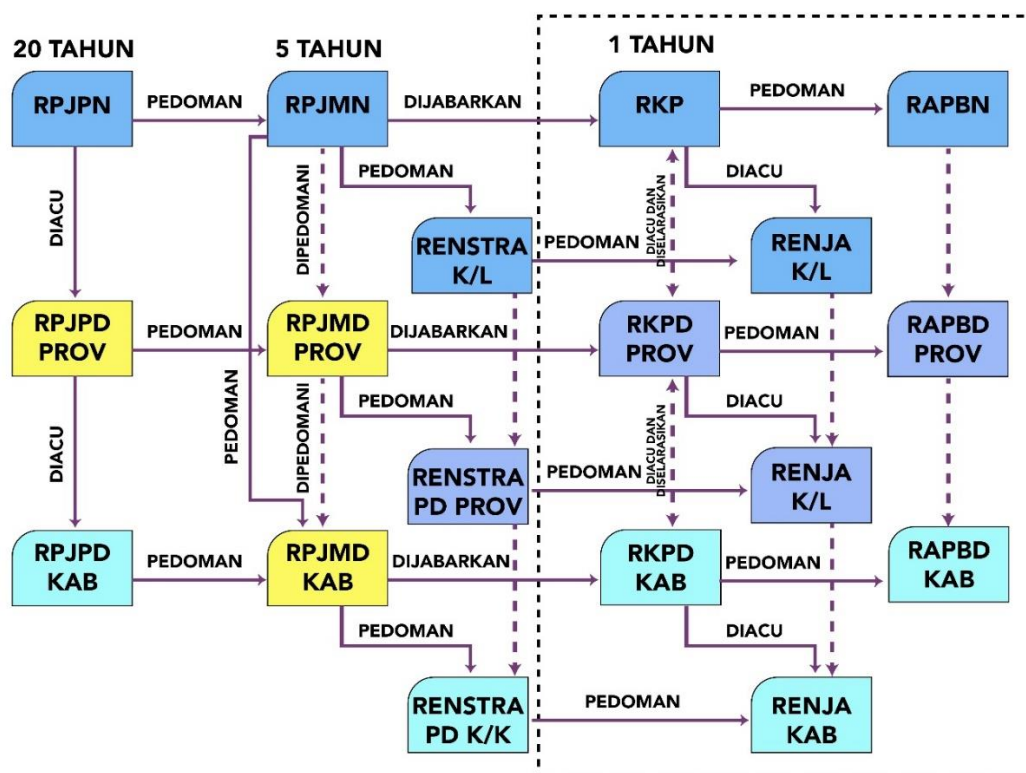 20 TAHUN
5 TAHUN
1 TAHUN
RPJPN
PEDOMAN
RPJMN
DIJABARKAN
RKP
PEDOMAN
RAPBN
DIACU
DIPEDOMANI
PEDOMAN
DIACU DAN
DISELARASIKAN
DIACU
RENSTRA
K/L
PEDOMAN
RENJA
K/L
RPJPD
PROV
PEDOMAN
RPJMD
PROV
DIJABARKAN
RKPD
PROV
PEDOMAN
RAPBD
PROV
DIACU
PEDOMAN
DIPEDOMANI
PEDOMAN
DIACU DAN
DISELARASIKAN
DIACU
RENSTRA
PD PROV
PEDOMAN
RENJA
K/L
RPJPD
KAB
PEDOMAN
RPJMD
KAB
DIJABARKAN
RKPD
KAB
PEDOMAN
RAPBD
KAB
PEDOMAN
DIACU
RENSTRA
PD K/K
PEDOMAN
RENJA
KAB